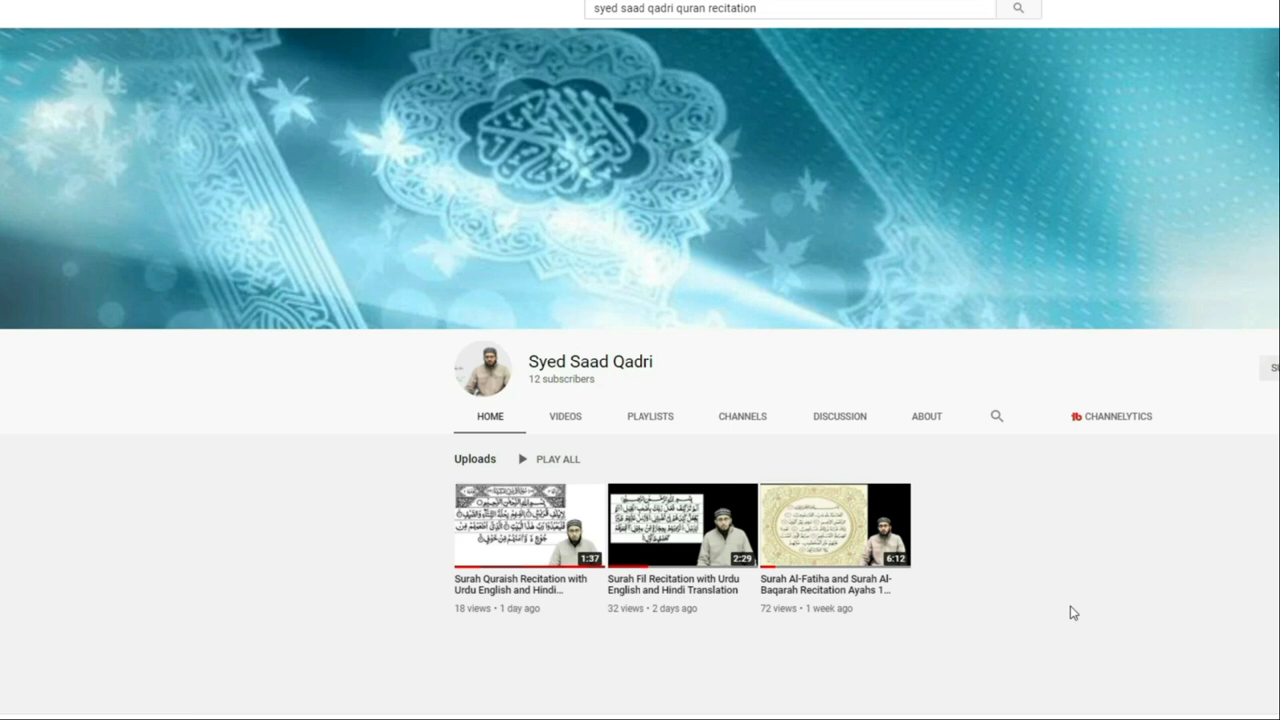 syed saad qadri quran recitation
القرآن الكريم
Syed Saad Qadri
12 subscribers
SU
HOME VIDEOS PLAYLISTS CHANNELS DISCUSSION ABOUT CHANNELYTICS
Uploads PLAY ALL
1:37 2:29 6:12
Surah Quraish Recitation with Urdu English and Hindi...
18 views • 1 day ago
Surah Fil Recitation with Urdu English and Hindi Translation
32 views • 2 days ago
Surah Al-Fatiha and Surah Al-Baqarah Recitation Ayahs 1...
72 views • 1 week ago